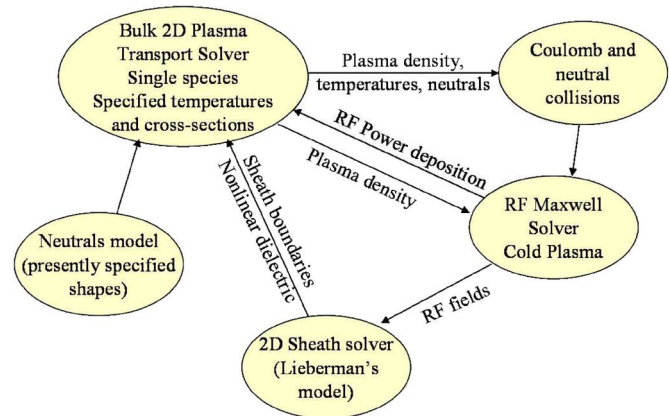 Bulk 2D Plasma
Transport Solver
Single species
Specified temperatures
and cross-sections
Plasma density,
temperatures, neutrals
Coulomb and
neutral
collisions
RF Power deposition
Plasma density
RF Maxwell
Solver
Cold Plasma
Neutrals model
(presently specified
shapes)
Sheath boundaries
Nonlinear dielectric
RF fields
2D Sheath solver
(Lieberman's
model)